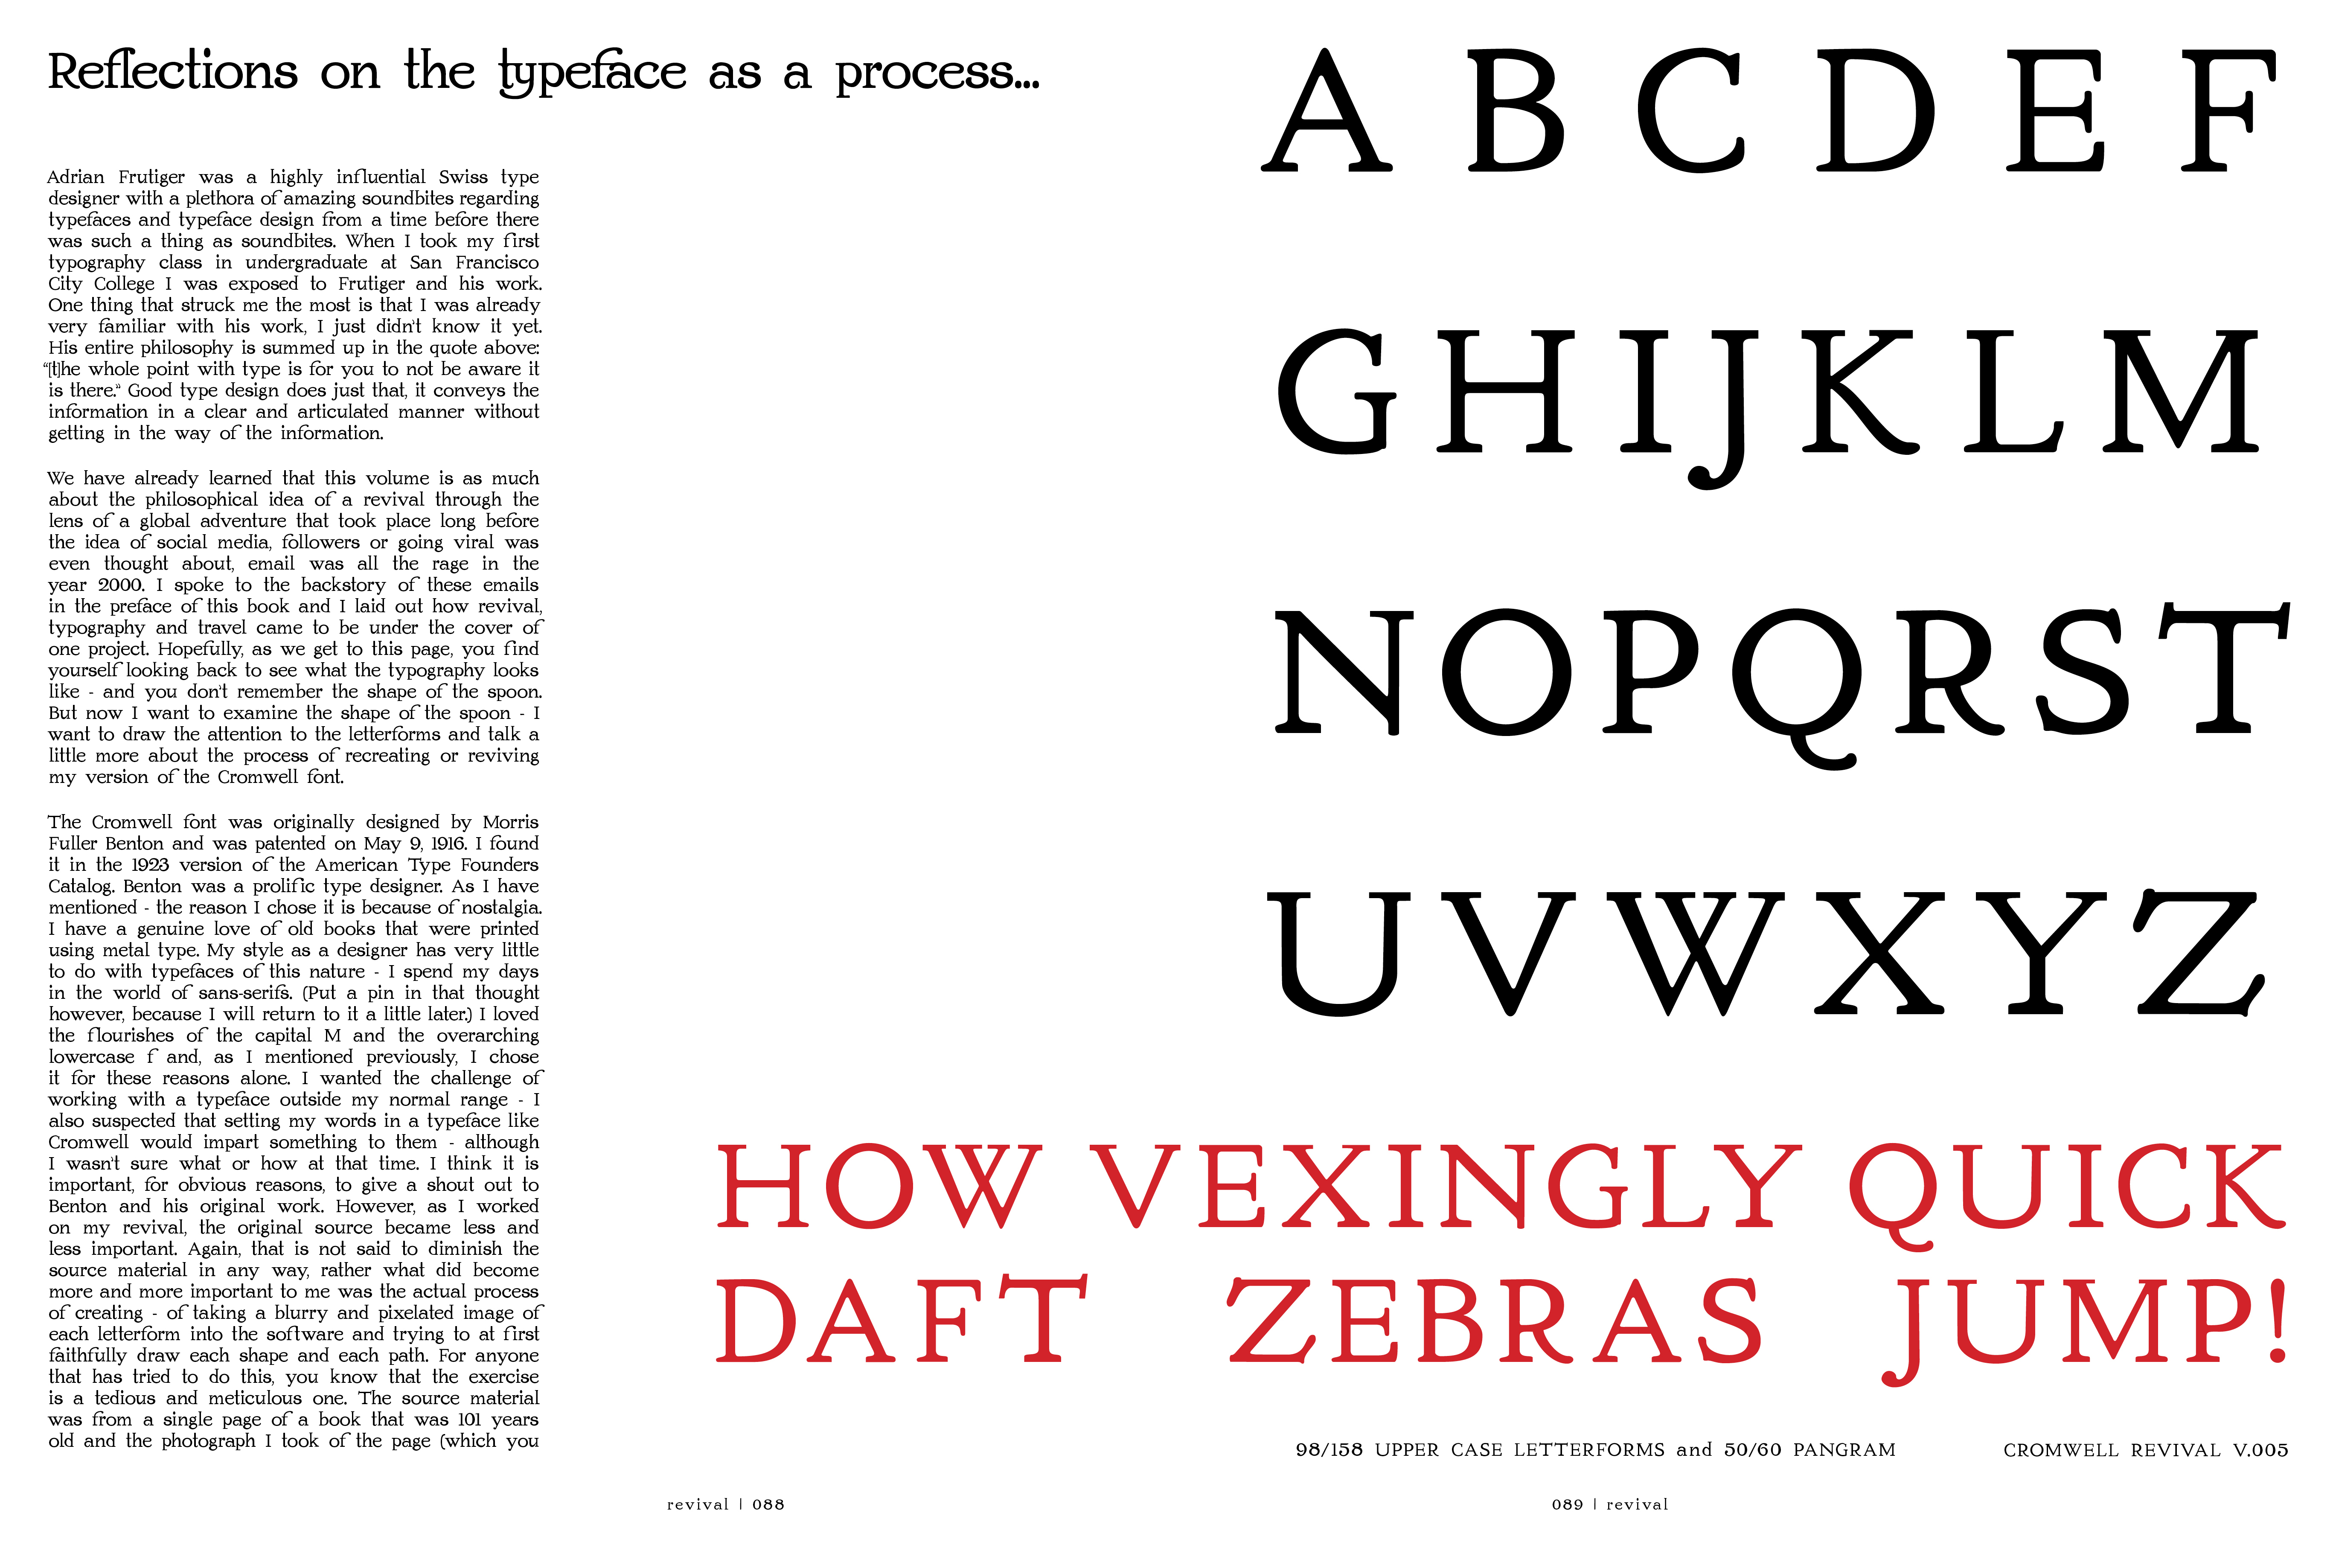 Reflections on the typeface as a process...
Adrian Frutiger was a highly influential Swiss type
designer with a plethora of amazing soundbites regarding
typefaces and typeface design from a time before there
was such a thing as soundbites. When I took my first
typography class in undergraduate at San Francisco
City College I was exposed to Frutiger and his work.
One thing that struck me the most is that I was already
very familiar with his work, I just didn't know it yet.
His entire philosophy is summed up in the quote above:
“[t]he whole point with type is for you to not be aware it
is there.” Good type design does just that, it conveys the
information in a clear and articulated manner without
getting in the way of the information.
We have already learned that this volume is as much
about the philosophical idea of a revival through the
lens of a global adventure that took place long before
the idea of social media, followers or going viral was
even thought about, email was all the rage in the
year 2000. I spoke to the backstory of these emails
in the preface of this book and I laid out how revival,
typography and travel came to be under the cover of
one project. Hopefully, as we get to this page, you find
yourself looking back to see what the typography looks
like - and you don't remember the shape of the spoon.
But now I want to examine the shape of the spoon - I
want to draw the attention to the letterforms and talk a
little more about the process of recreating or reviving
my version of the Cromwell font.
The Cromwell font was originally designed by Morris
Fuller Benton and was patented on May 9, 1916. I found
it in the 1923 version of the American Type Founders
Catalog. Benton was a prolific type designer. As I have
mentioned - the reason I chose it is because of nostalgia.
I have a genuine love of old books that were printed
using metal type. My style as a designer has very little
to do with typefaces of this nature - I spend my days
in the world of sans-serifs. (Put a pin in that thought
however, because I will return to it a little later.) I loved
the flourishes of the capital M and the overarching
lowercase f and, as I mentioned previously, I chose
it for these reasons alone. I wanted the challenge of
working with a typeface outside my normal range - I
also suspected that setting my words in a typeface like
Cromwell would impart something to them - although
I wasn't sure what or how at that time. I think it is
important, for obvious reasons, to give a shout out to
Benton and his original work. However, as I worked
on my revival, the original source became less and
less important. Again, that is not said to diminish the
source material in any way, rather what did become
more and more important to me was the actual process
of creating - of taking a blurry and pixelated image of
each letterform into the software and trying to at first
faithfully draw each shape and each path. For anyone
that has tried to do this, you know that the exercise
is a tedious and meticulous one. The source material
was from a single page of a book that was 101 years
old and the photograph I took of the page (which you
revival | 088
A B C D E F
G H I J K L M
N O P Q R S T
U V W X Y Z
HOW VEXINGLY QUICK
DAFT ZEBRAS JUMP!
98/158 UPPER CASE LETTERFORMS and 50/60 PANGRAM
CROMWELL REVIVAL V.005
089 | revival